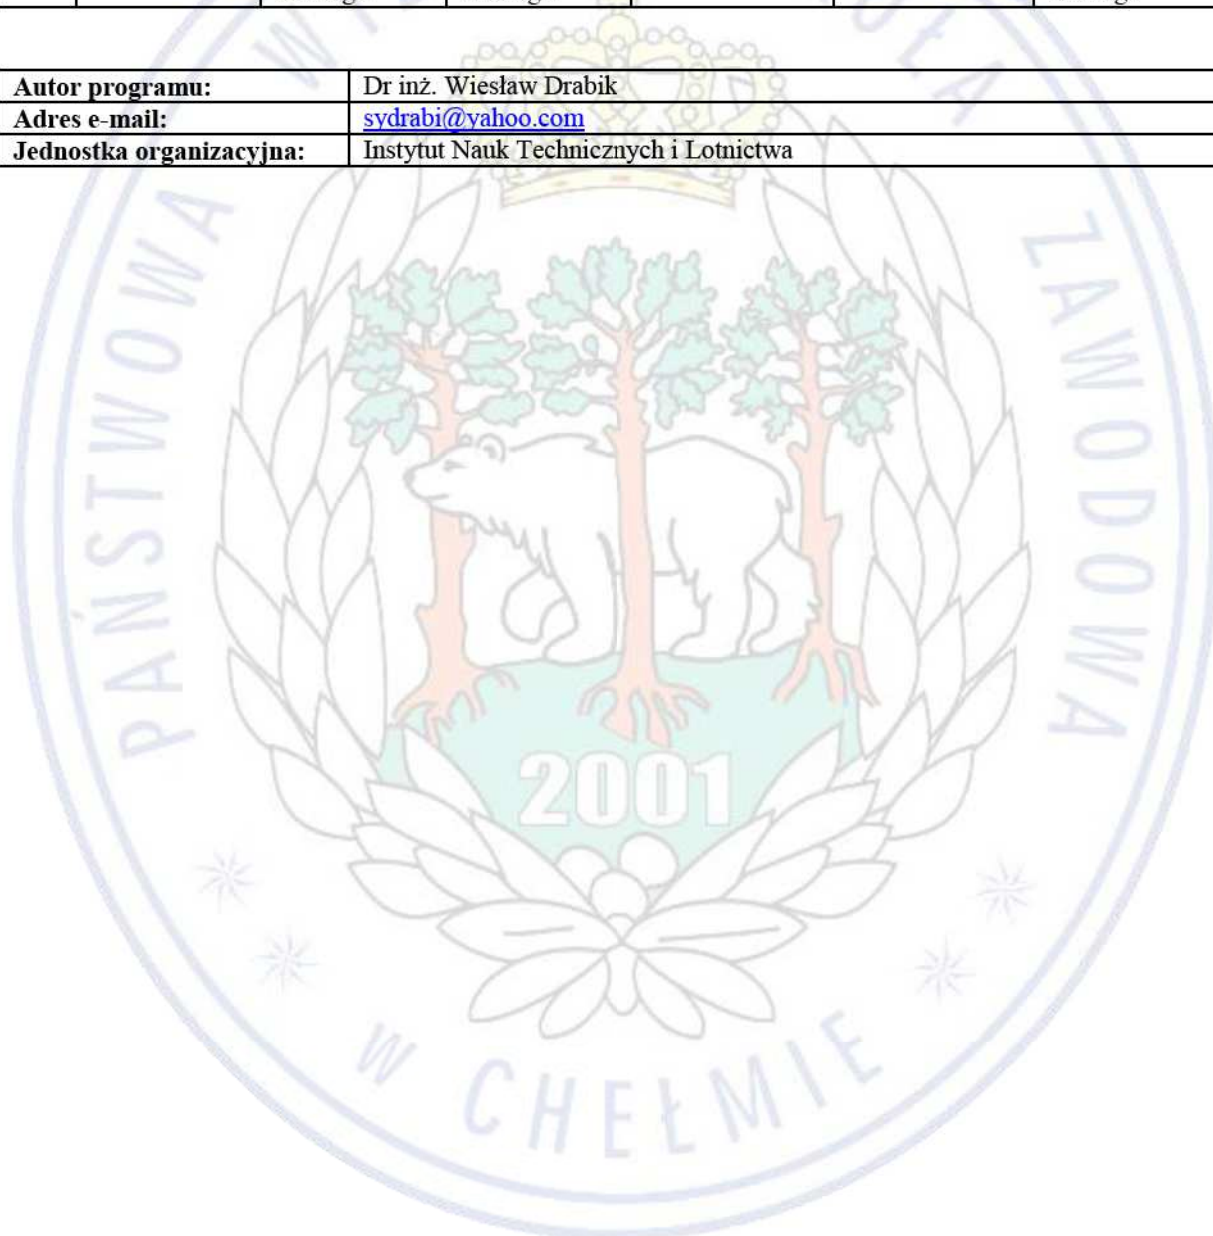 Autor programu: Dr inż. Wiesław Drabik
Adres e-mail: sydrabi@yahoo.com
Jednostka organizacyjna: Instytut Nauk Technicznych i Lotnictwa
PAŃSTWOWA
ZAWODOWA
2001
W CHEŁMIE